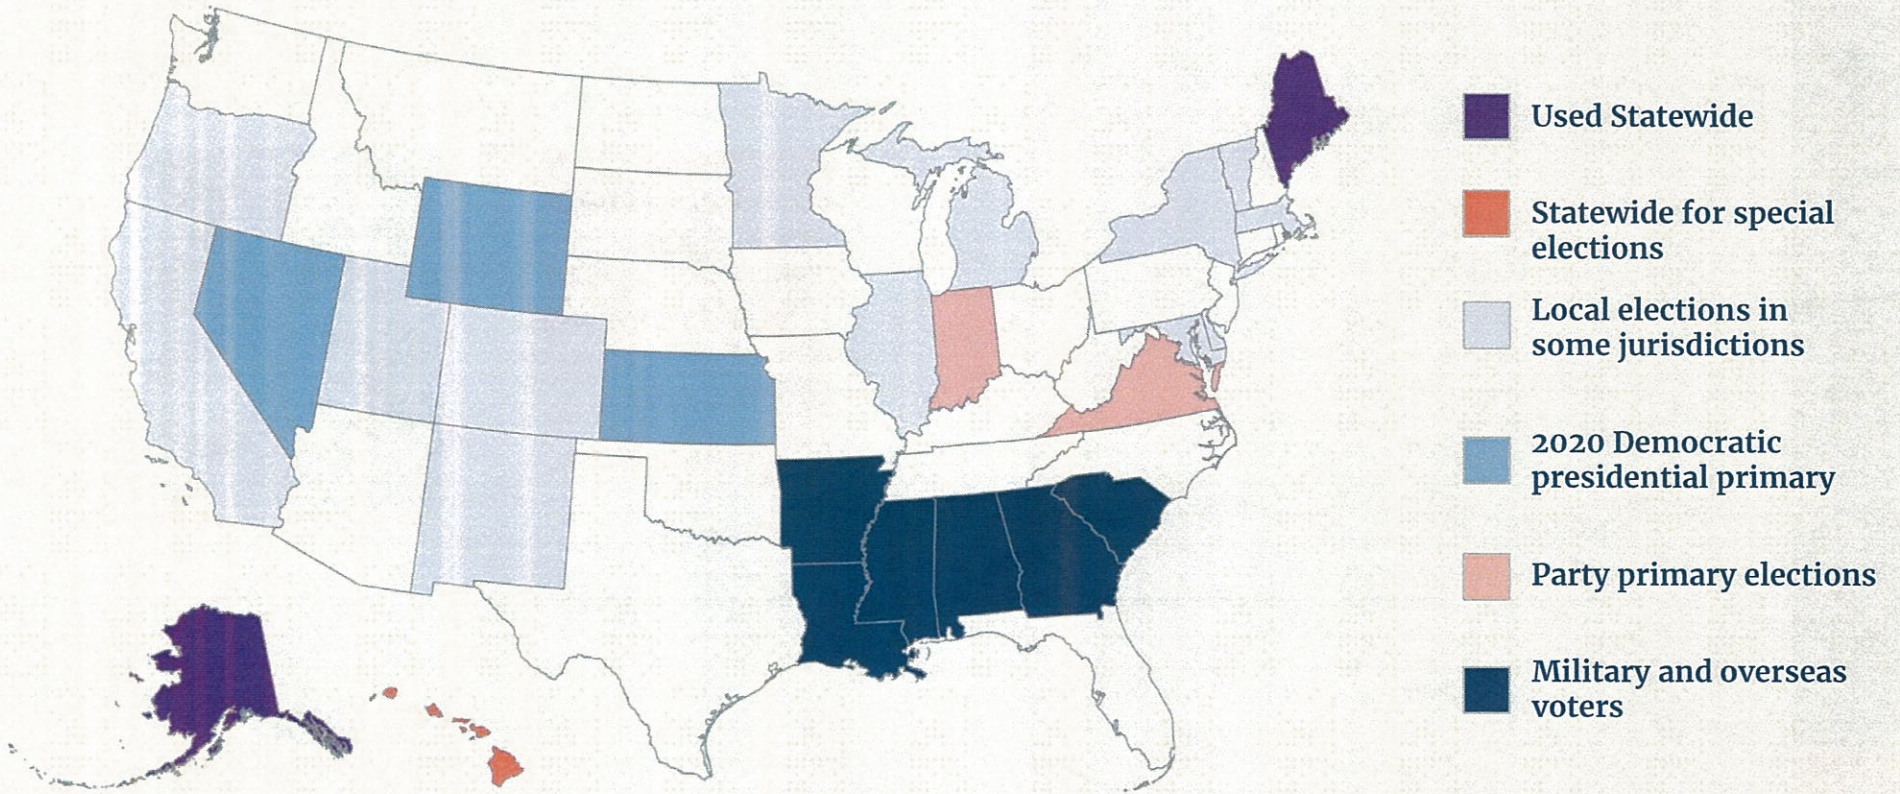 Used Statewide
Statewide for special
elections
Local elections in
some jurisdictions
2020 Democratic
presidential primary
Party primary elections
Military and overseas
voters